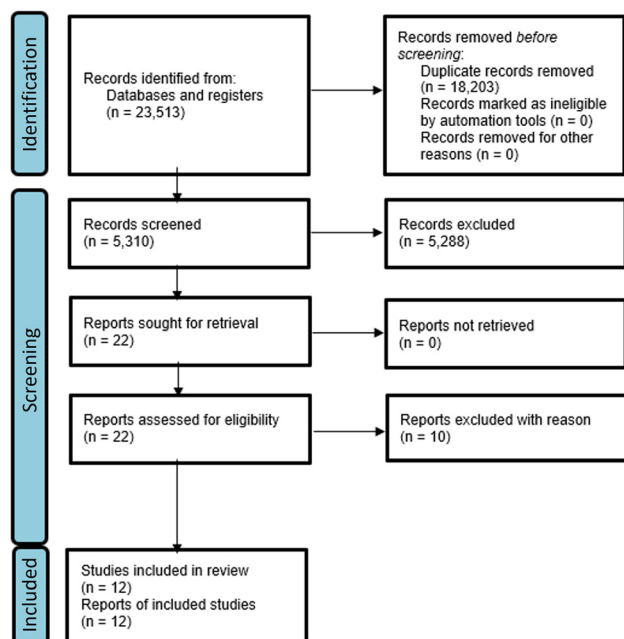 Identification
Records identified from:
Databases and registers
(n = 23,513)
Records removed before
screening:
Duplicate records removed
(n = 18,203)
Records marked as ineligible
by automation tools (n = 0)
Records removed for other
reasons (n = 0)
Screening
Records screened
(n = 5,310)
Records excluded
(n = 5,288)
Reports sought for retrieval
(n = 22)
Reports not retrieved
(n = 0)
Reports assessed for eligibility
(n = 22)
Reports excluded with reason
(n = 10)
Included
Studies included in review
(n = 12)
Reports of included studies
(n = 12)